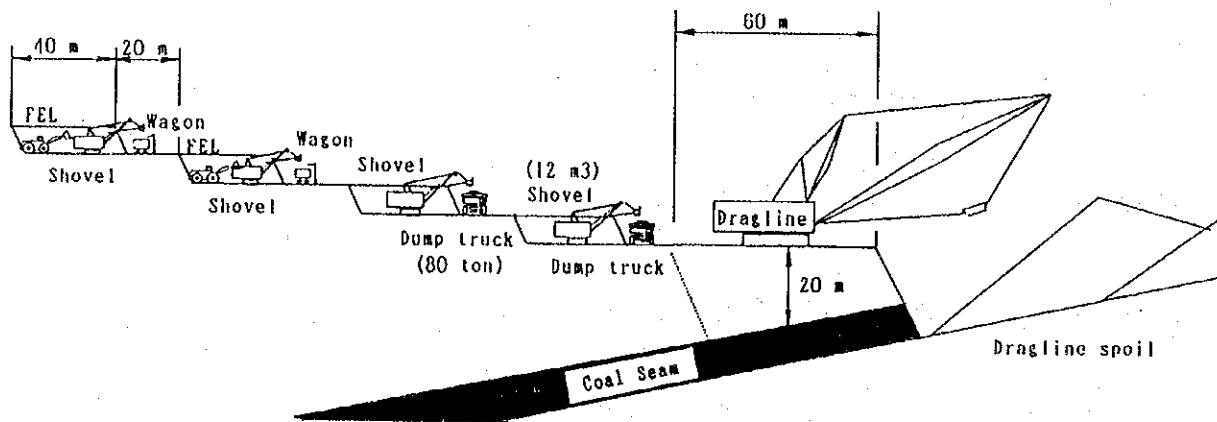 40 m
20 m
60 m
FEL
Wagon
Shovel
FEL
Wagon
Shovel
Shovel
(12 m3)
Shovel
Dump truck
(80 ton)
Dump truck
Dragline
20 m
Coal Seam
Dragline spoil